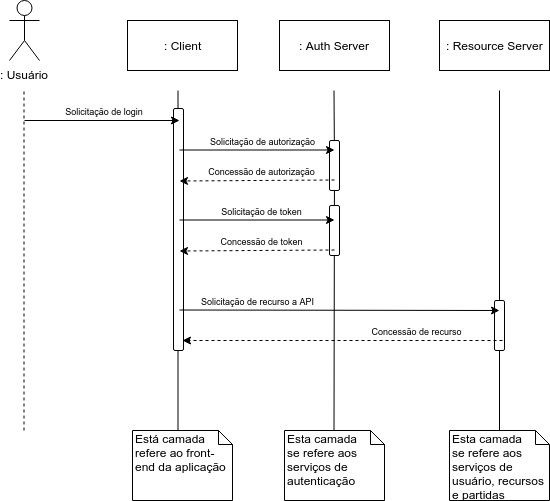 : Usuário
: Client
: Auth Server
: Resource Server
Solicitação de login
Solicitação de autorização
Concessão de autorização
Solicitação de token
Concessão de token
Solicitação de recurso a API
Concessão de recurso
Está camada
refere ao front-
end da aplicação
Esta camada
se refere aos
serviços de
autenticação
Esta camada
se refere aos
serviços de
usuário, recursos
e partidas